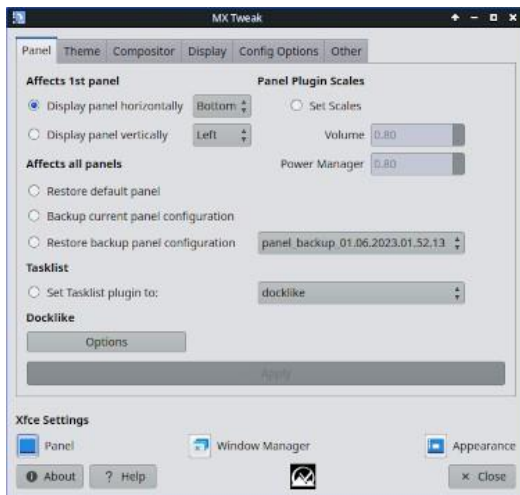 MX Tweak
Panel Theme Compositor Display Config Options Other
Affects 1st panel Panel Plugin Scales
Display panel horizontally Bottom Set Scales
Display panel vertically Left Volume 0.80
Affects all panels Power Manager 0.80
Restore default panel
Backup current panel configuration
Restore backup panel configuration panel_backup_01.06.2023.01.52.13
Tasklist
Set Tasklist plugin to: docklike
Docklike
Options
Apply
Xfce Settings
Panel Window Manager Appearance
About ? Help × Close